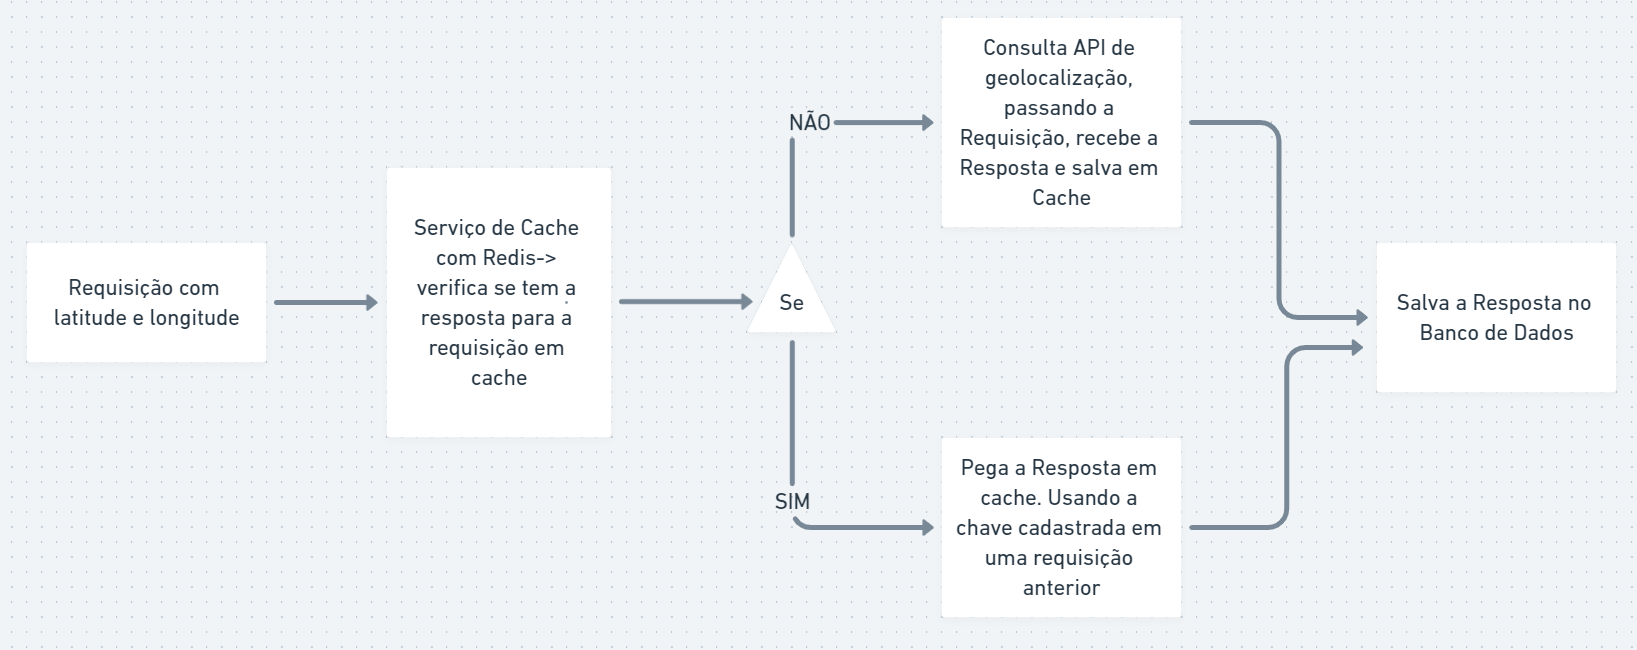 Requisição com
latitude e longitude
Serviço de Cache
com Redis->
verifica se tem a
resposta para a
requisição em
cache
Se
NÃO
Consulta API de
geolocalização,
passando a
Requisição, recebe a
Resposta e salva em
Cache
SIM
Pega a Resposta em
cache. Usando a
chave cadastrada em
uma requisição
anterior
Salva a Resposta no
Banco de Dados